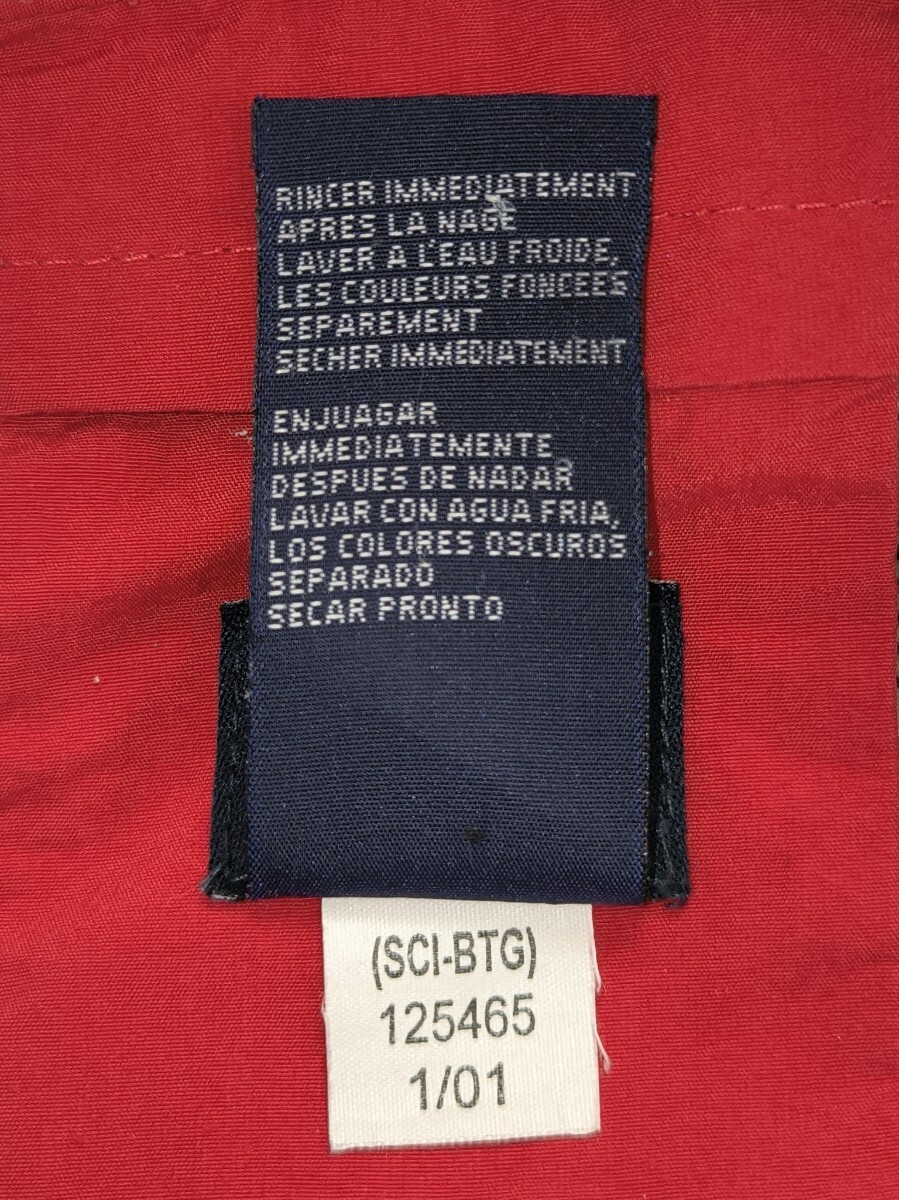 RINCER IMMEDIATEMENT
APRES LA NAGE
LAVER A L'EAU FROIDE,
LES COULEURS FONCEES
SEPAREMENT
SECHER IMMEDIATEMENT
ENJUAGAR
IMMEDIATEMENTE
DESPUES DE NADAR
LAVAR CON AGUA FRIA,
LOS COLORES OSCUROS
SEPARADO
SECAR PRONTO
(SCI-BTG)
125465
1/01